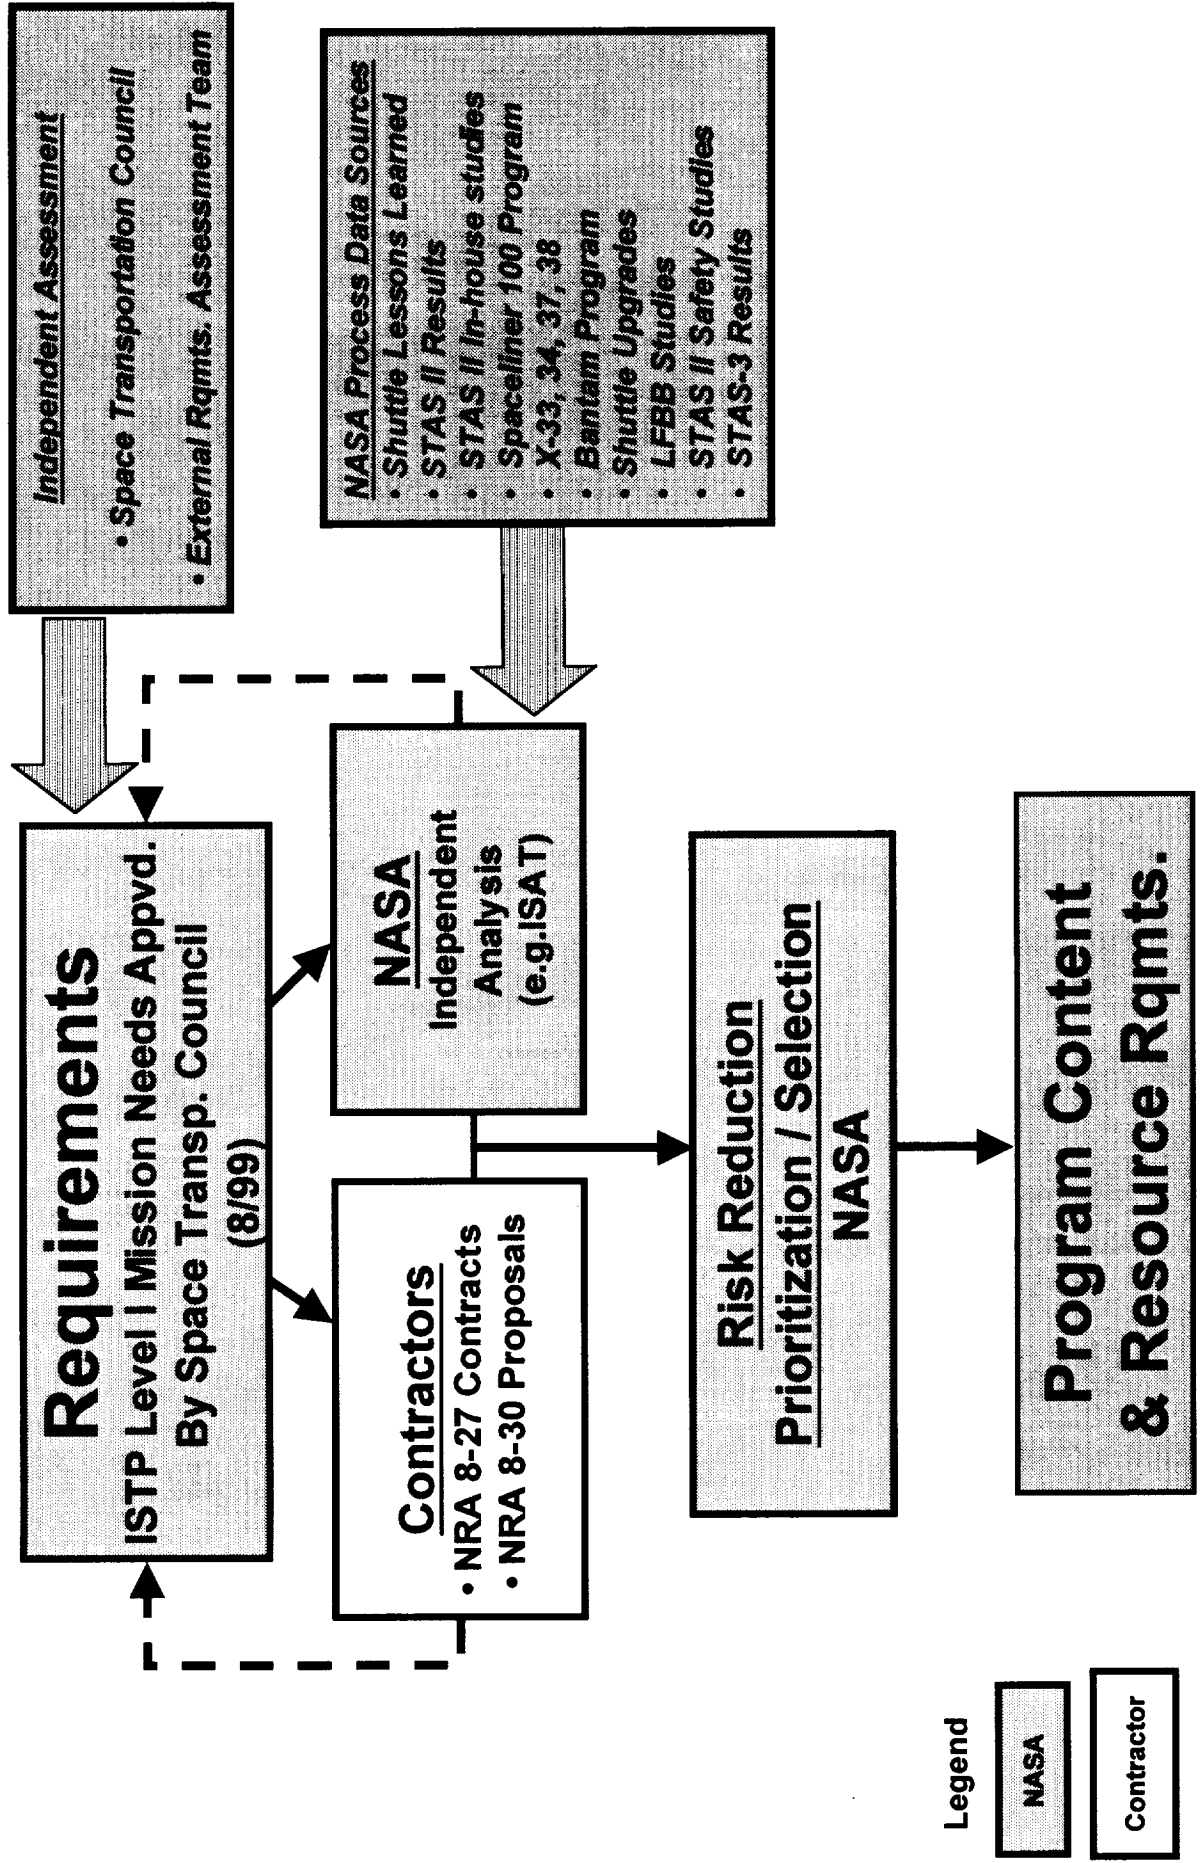 Requirements
ISTP Level I Mission Needs Appvd.
By Space Transp. Council
(8/99)
Independent Assessment
• Space Transportation Council
• External Rqmts. Assessment Team
Contractors
• NRA 8-27 Contracts
• NRA 8-30 Proposals
NASA
Independent
Analysis
(e.g.ISAT)
NASA Process Data Sources
• Shuttle Lessons Learned
• STAS II Results
• STAS II In-house studies
• Spaceliner 100 Program
• X-33, 34, 37, 38
• Bantam Program
• Shuttle Upgrades
• LFBB Studies
• STAS II Safety Studies
• STAS-3 Results
Risk Reduction
Prioritization / Selection
NASA
Program Content
& Resource Rqmts.
Legend
NASA
Contractor